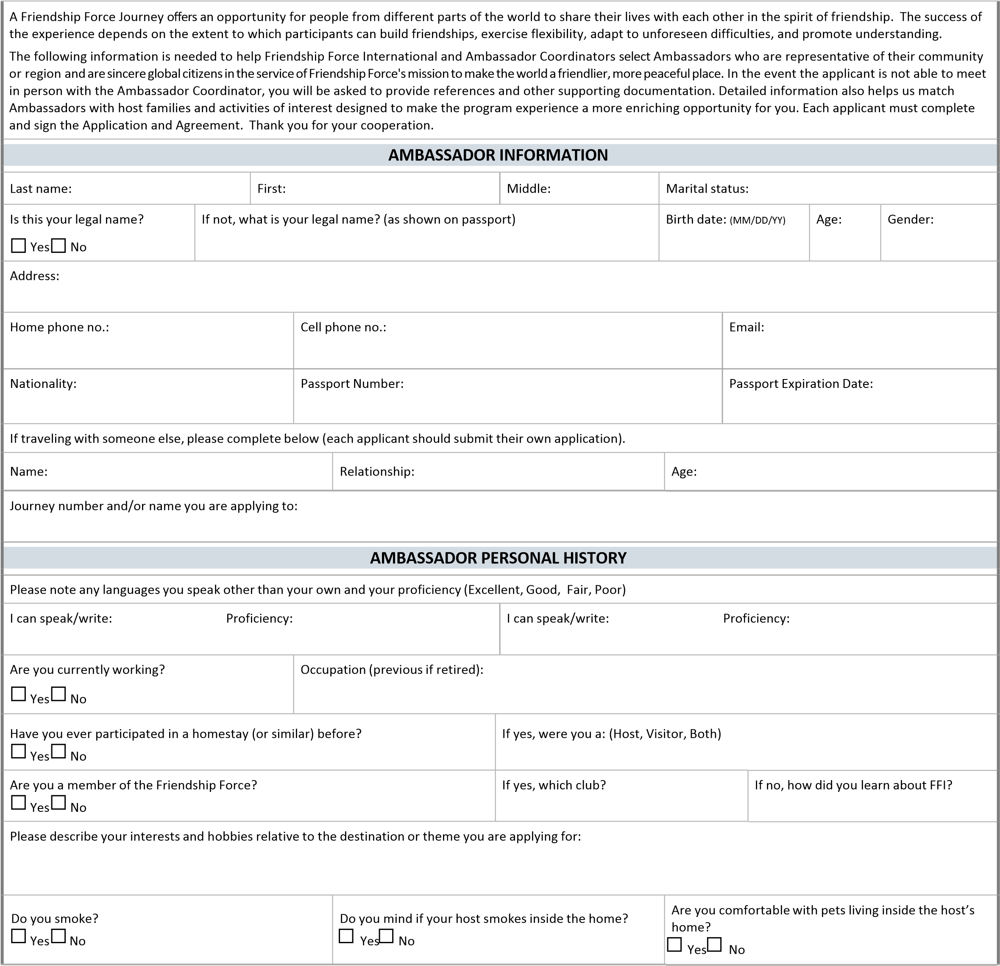 A Friendship Force Journey offers an opportunity for people from different parts of the world to share their lives with each other in the spirit of friendship.  The success of
the experience depends on the extent to which participants can build friendships, exercise flexibility, adapt to unforeseen difficulties, and promote understanding.
The following information is needed to help Friendship Force International and Ambassador Coordinators select Ambassadors who are representative of their community
or region and are sincere global citizens in the service of Friendship Force's mission to make the world a friendlier, more peaceful place. In the event the applicant is not able to meet
in person with the Ambassador Coordinator, you will be asked to provide references and other supporting documentation. Detailed information also helps us match
Ambassadors with host families and activities of interest designed to make the program experience a more enriching opportunity for you. Each applicant must complete
and sign the Application and Agreement.  Thank you for your cooperation.
AMBASSADOR INFORMATION
Last name: First: Middle: Marital status:
Is this your legal name? If not, what is your legal name? (as shown on passport) Birth date: (MM/DD/YY) Age: Gender:
☐ Yes ☐ No
Address:
Home phone no.: Cell phone no.: Email:
Nationality: Passport Number: Passport Expiration Date:
If traveling with someone else, please complete below (each applicant should submit their own application).
Name: Relationship: Age:
Journey number and/or name you are applying to:
AMBASSADOR PERSONAL HISTORY
Please note any languages you speak other than your own and your proficiency (Excellent, Good,  Fair, Poor)
I can speak/write: Proficiency: I can speak/write: Proficiency:
Are you currently working? Occupation (previous if retired):
☐ Yes ☐ No
Have you ever participated in a homestay (or similar) before? If yes, were you a: (Host, Visitor, Both)
☐ Yes ☐ No
Are you a member of the Friendship Force? If yes, which club? If no, how did you learn about FFI?
☐ Yes ☐ No
Please describe your interests and hobbies relative to the destination or theme you are applying for:
Do you smoke?
☐ Yes ☐ No
Do you mind if your host smokes inside the home?
☐ Yes ☐ No
Are you comfortable with pets living inside the host’s
home?
☐ Yes ☐ No